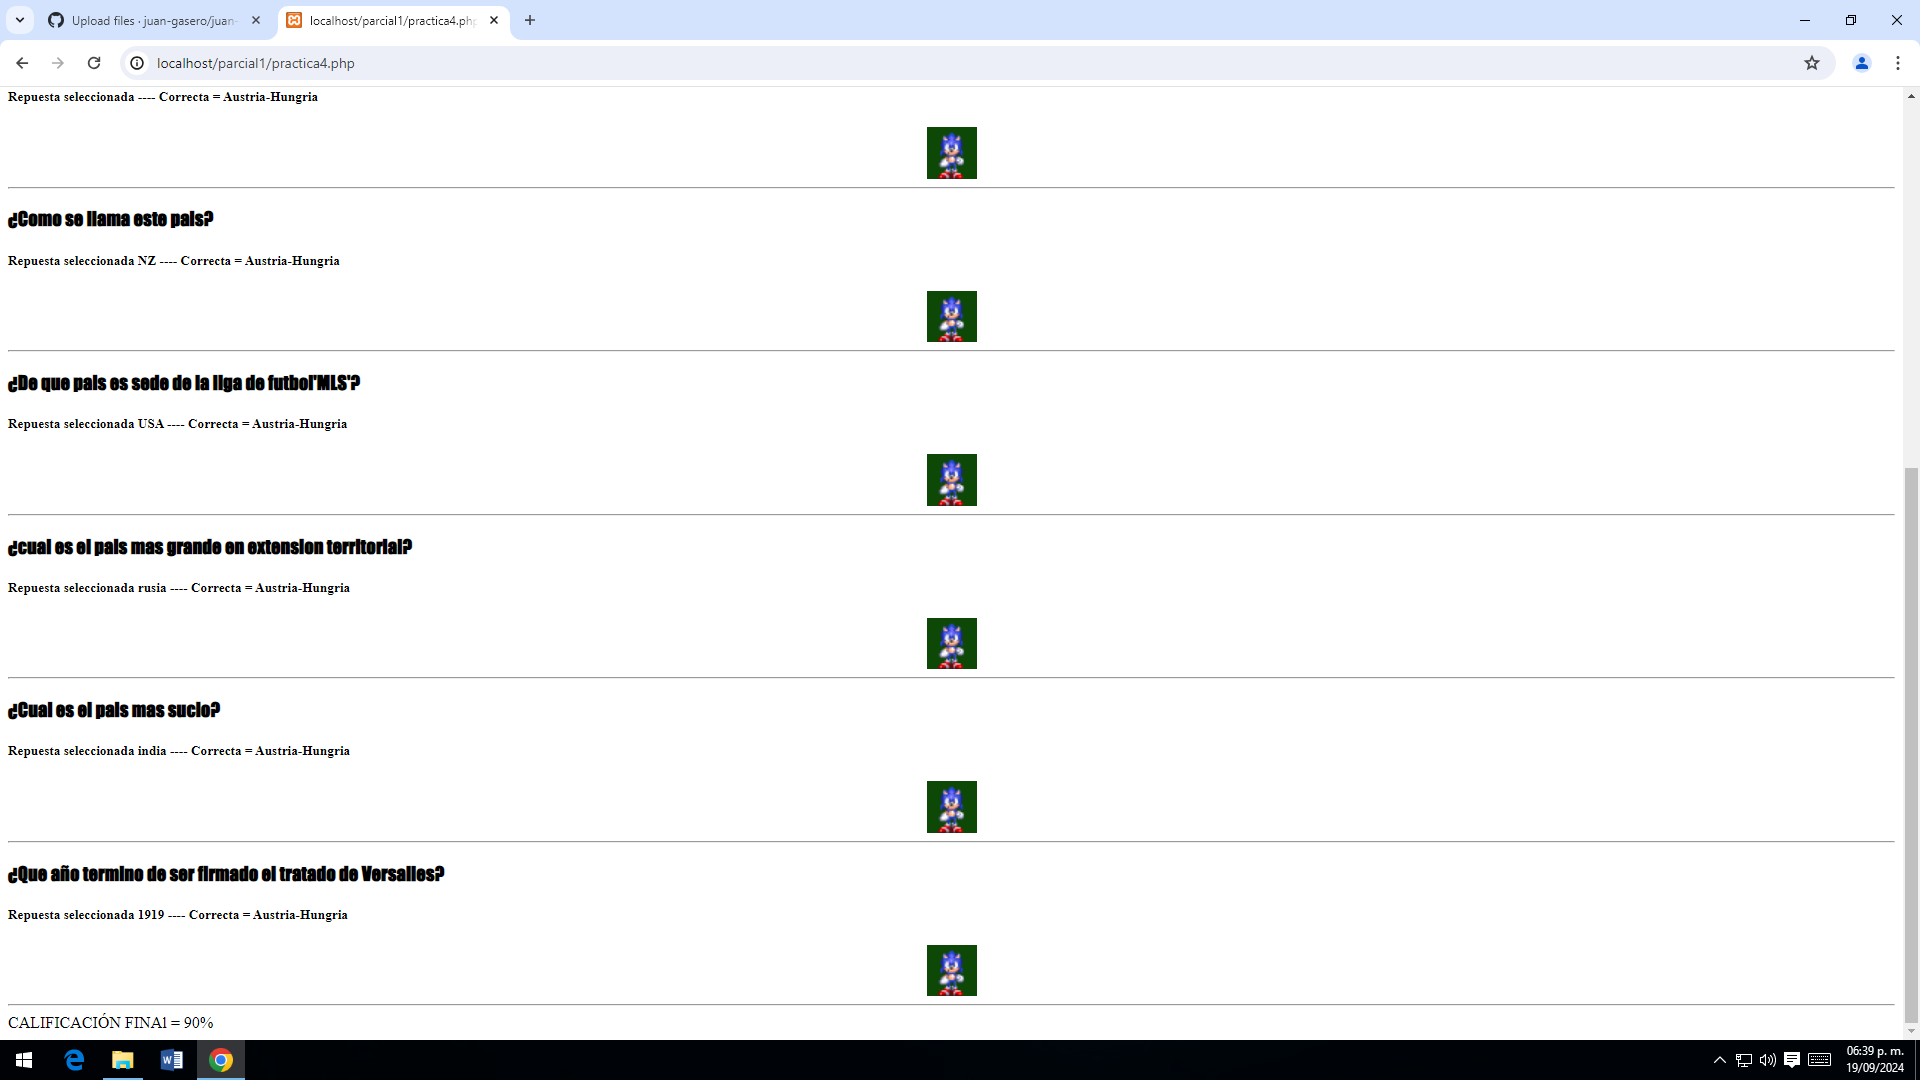 Upload files · juan-gasero/juan-
localhost/parcial1/practica4.php
localhost/parcial1/practica4.php
Repuesta seleccionada ---- Correcta = Austria-Hungria
¿Como se llama este pais?
Repuesta seleccionada NZ ---- Correcta = Austria-Hungria
¿De que pais es sede de la liga de futbol'MLS'?
Repuesta seleccionada USA ---- Correcta = Austria-Hungria
¿cual es el pais mas grande en extension territorial?
Repuesta seleccionada rusia ---- Correcta = Austria-Hungria
¿Cual es el pais mas sucio?
Repuesta seleccionada india ---- Correcta = Austria-Hungria
¿Que año termino de ser firmado el tratado de Versalles?
Repuesta seleccionada 1919 ---- Correcta = Austria-Hungria
CALIFICACIÓN FINAl = 90%
06:39 p. m.
19/09/2024